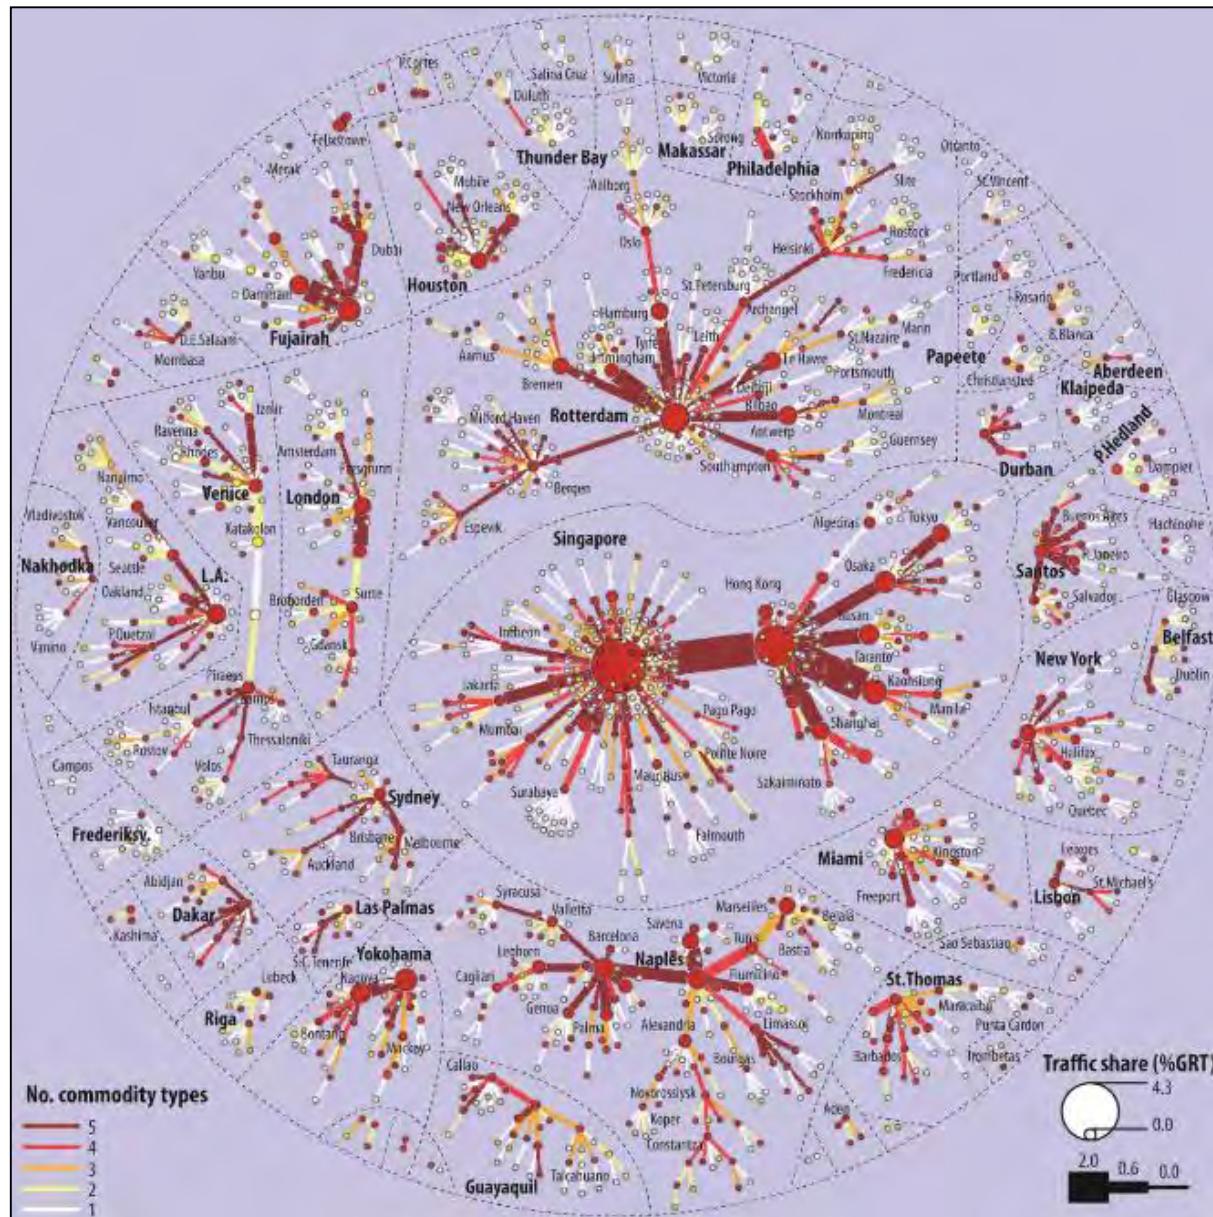 P.Cortes
Salina Cruz
Sulina
Victoria
Duluth
Felixstowe
Thunder Bay
Makassar
Sorong
Philadelphia
Norrkoping
Otranto
Merak
Mobile
New Orleans
Aalborg
Stockholm
Slite
St.Vincent
Dubai
Oslo
Helsinki
Rostock
Yanbu
Fredericia
Portland
Dammam
Houston
St.Petersburg
Archangel
Rosario
Hamburg
Fujairah
Tyne
Leith
St.Nazaire
Marin
B.Blanca
D.E.Salaam
Mombasa
Aarhus
Immingham
Le Havre
Papeete
Aberdeen
Bremen
Portsmouth
Christiansted
Klaipeda
Izmir
Milford Haven
Rotterdam
Bilbao
Montreal
P.Hedland
Ravenna
Amsterdam
Antwerp
Guernsey
Rhodes
Porsgrunn
Southampton
Durban
Dampier
Nanaimo
Venice
London
Bergen
Vladivostok
Vancouver
Katakolon
Espevik
Algeciras
Tokyo
Buenos Aires
Hachinohe
Nakhodka
Seattle
L.A.
Singapore
Hong Kong
Osaka
R.Janeiro
Santos
Oakland
Surte
Salvador
Glasgow
P.Quetzal
Gdansk
Incheon
Busan
Belfast
Vanino
Taranto
New York
Dublin
Piraeus
Jakarta
Kaohsiung
Istanbul
Pago Pago
Manila
Mumbai
Shanghai
Rostov
Thessaloniki
Pointe Noire
Halifax
Campos
Volos
Tauranga
Mauritius
Sakaiminato
Surabaya
Quebec
Sydney
Frederiksv.
Brisbane
Melbourne
Falmouth
Auckland
Miami
Kingston
Leixoes
Abidjan
Freeport
Lisbon
St.Michael's
Dakar
Las Palmas
Syracusa
Valletta
Savona
Marseilles
Bejaia
Kashima
S.C.Tenerife
Barcelona
Tunis
Bastia
Sao Sebastiao
Yokohama
Leghorn
Naples
Lubeck
Nagoya
Cagliari
Fiumicino
St.Thomas
Riga
Genoa
Maracaibo
Bontang
Palma
Alexandria
Limassol
Punta Cardon
Mackay
Bourgas
Barbados
Trombetas
Traffic share (%GRT)
4.3
Callao
Novorossiysk
No. commodity types
Koper
Aden
0.0
5
Constantza
4
2.0 0.6 0.0
3
Talcahuano
2
Guayaquil
1